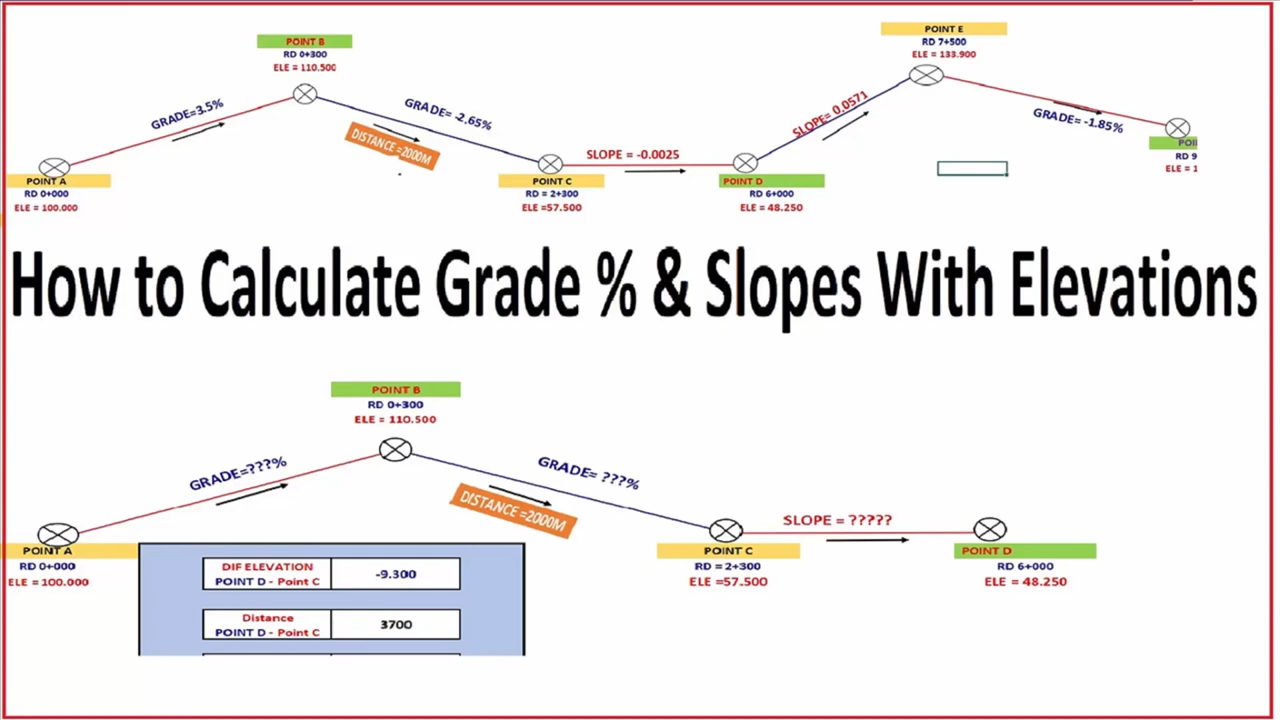 POINT E
RD 7+500
ELE = 133.900
POINT B
RD 0+300
ELE = 110.500
GRADE=3.5%
GRADE= -2.65%
DISTANCE =2000M
SLOPE = -0.0025
SLOPE= 0.0571
GRADE= -1.85%
POINT A
RD 0+000
ELE = 100.000
POINT C
RD = 2+300
ELE =57.500
POINT D
RD 6+000
ELE = 48.250
POI
RD 9
ELE = 1
How to Calculate Grade % & Slopes With Elevations
POINT B
RD 0+300
ELE = 110.500
GRADE=???%
GRADE= ???%
DISTANCE =2000M
SLOPE = ?????
POINT A
RD 0+000
ELE = 100.000
POINT C
RD = 2+300
ELE =57.500
POINT D
RD 6+000
ELE = 48.250
DIF ELEVATION
POINT D - Point C
-9.300
Distance
POINT D - Point C
3700